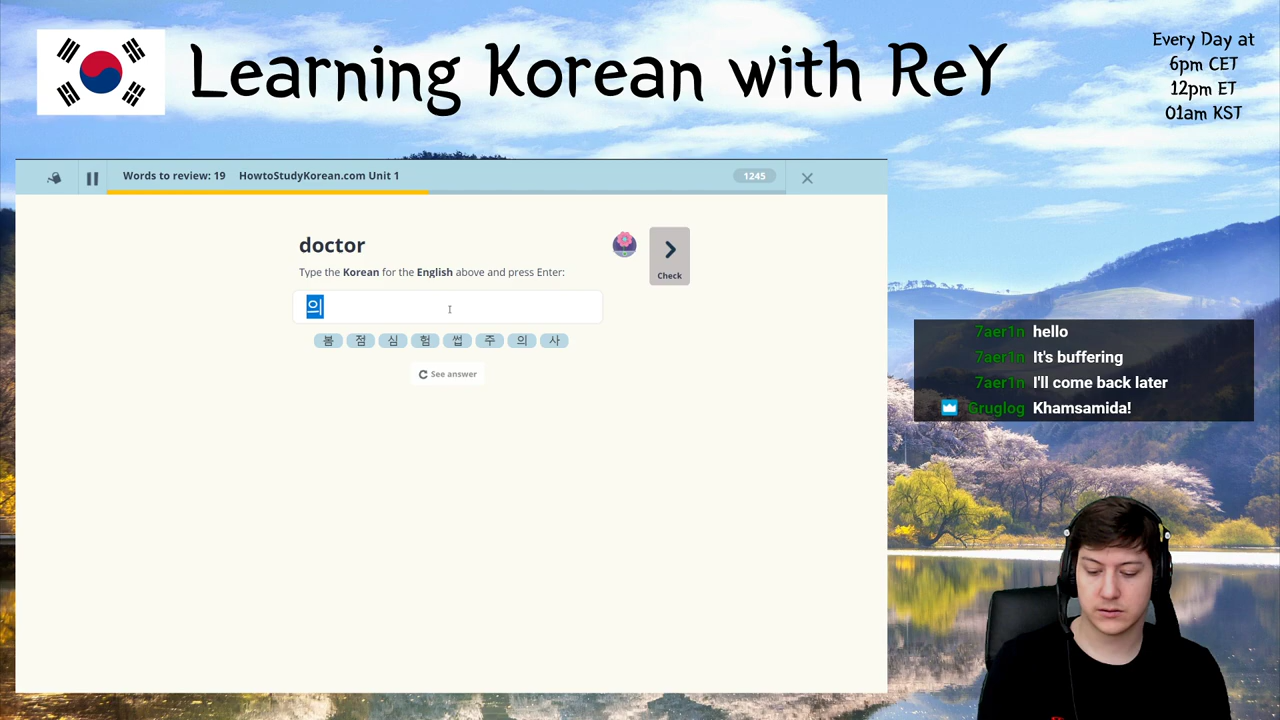 Learning Korean with ReY
Every Day at
6pm CET
12pm ET
01am KST
Words to review: 19 HowtoStudyKorean.com Unit 1
1245
doctor
Type the Korean for the English above and press Enter:
Check
의
봄 점 심 험 썹 주 의 사
See answer
7aer1n hello
7aer1n It's buffering
7aer1n I'll come back later
Gruglog Khamsamida!